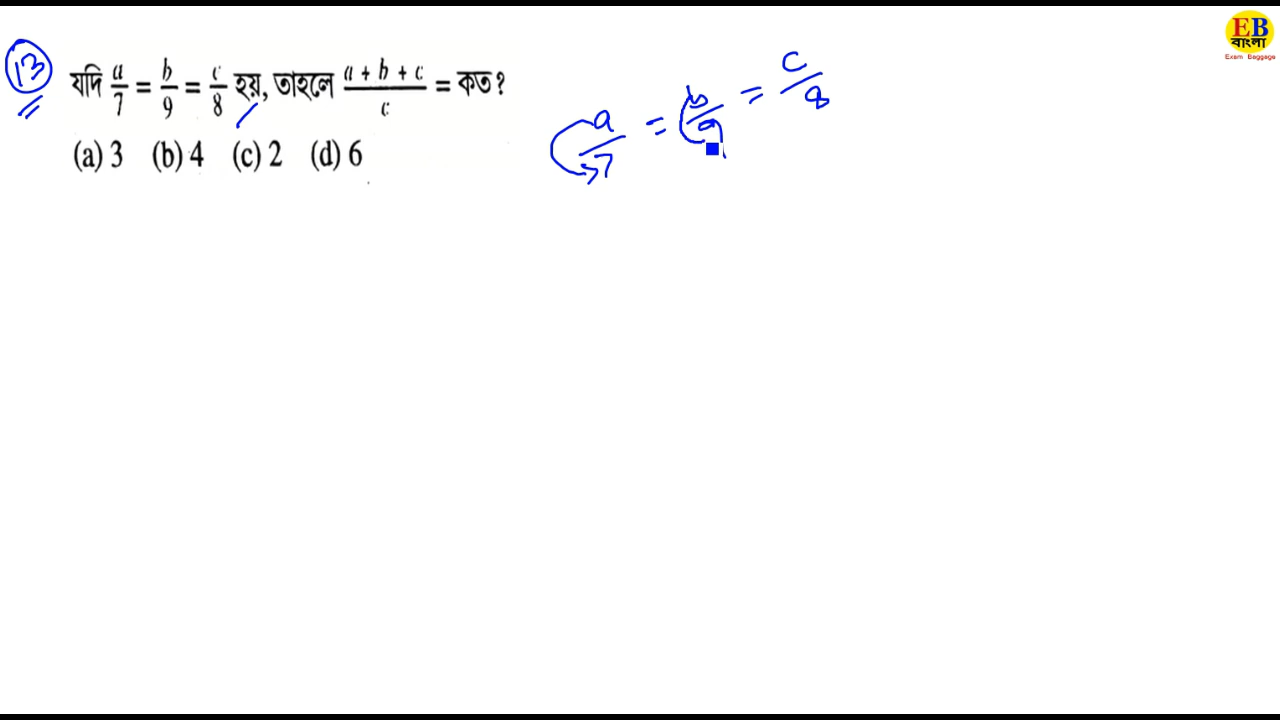 EB
বাংলা
Exam Baggage
13
যদি a/7 = b/9 = c/8 হয়, তাহলে (a + b + c)/c = কত?
(a) 3 (b) 4 (c) 2 (d) 6
a/7 = b/9 = c/8